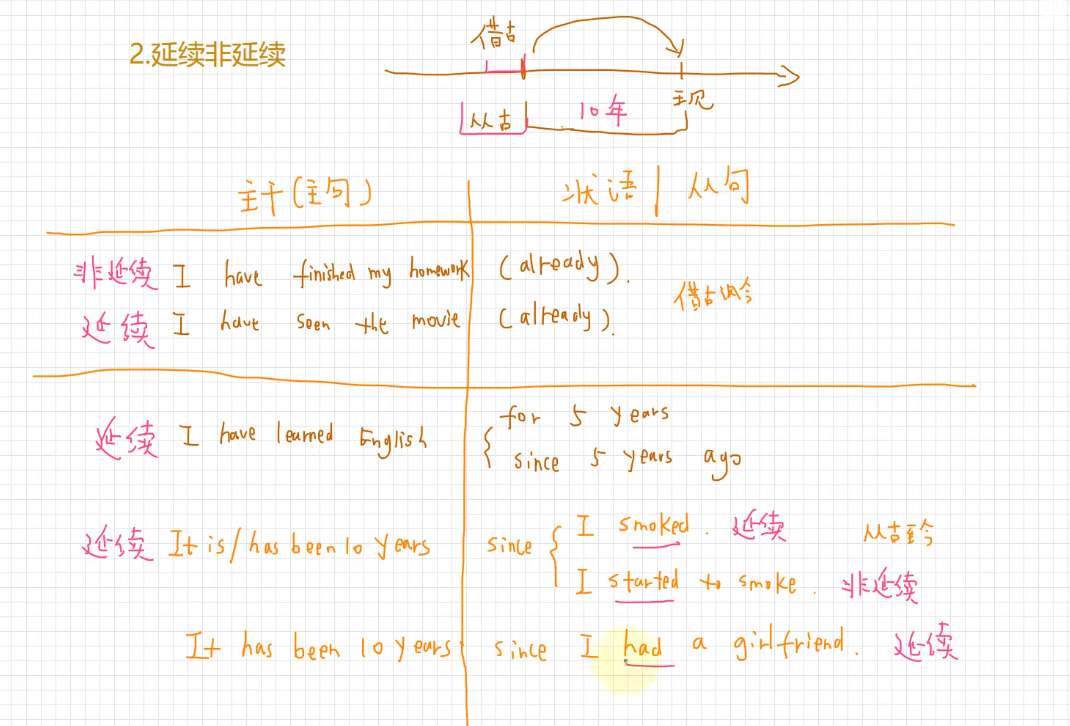 2.延续非延续
借古
从古 10年 主现
主干(主句) 状语 | 从句
非延续 I have finished my homework (already).
借古说今
延续 I have seen the movie (already).
延续 I have learned English { for 5 years
since 5 years ago
延续 It is/has been 10 years since { I smoked. 延续
从古至今
I started to smoke. 非延续
It has been 10 years since I had a girlfriend. 延续